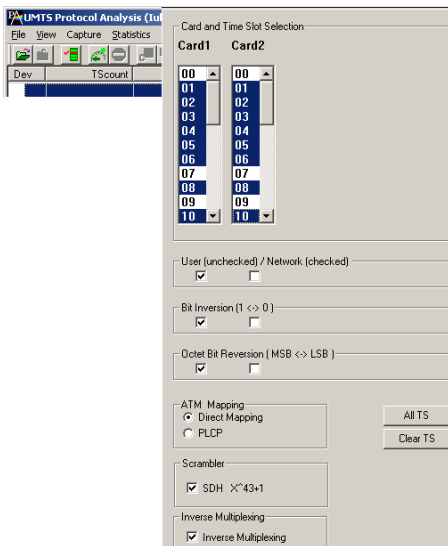 UMTS Protocol Analysis (Iul
File View Capture Statistics
Dev TScount
Card and Time Slot Selection
Card1 Card2
00 00
01 01
02 02
03 03
04 04
05 05
06 06
07 07
08 08
09 09
10 10
User (unchecked) / Network (checked)
Bit Inversion (1 <-> 0 )
Octet Bit Reversion ( MSB <-> LSB )
ATM Mapping
Direct Mapping
PLCP
All TS
Clear TS
Scrambler
SDH X^43+1
Inverse Multiplexing
Inverse Multiplexing